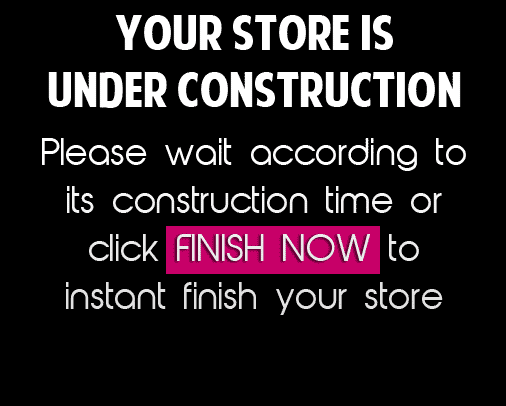 YOUR STORE IS
UNDER CONSTRUCTION
Please wait according to
its construction time or
click FINISH NOW to
instant finish your store